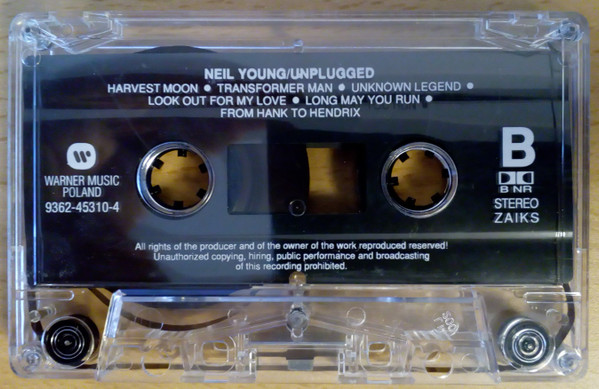 NEIL YOUNG/UNPLUGGED
HARVEST MOON • TRANSFORMER MAN • UNKNOWN LEGEND •
LOOK OUT FOR MY LOVE • LONG MAY YOU RUN •
FROM HANK TO HENDRIX
WARNER MUSIC
POLAND
9362-45310-4
B
B NR
STEREO
ZAIKS
All rights of the producer and of the owner of the work reproduced reserved!
Unauthorized copying, hiring, public performance and broadcasting
of this recording prohibited.